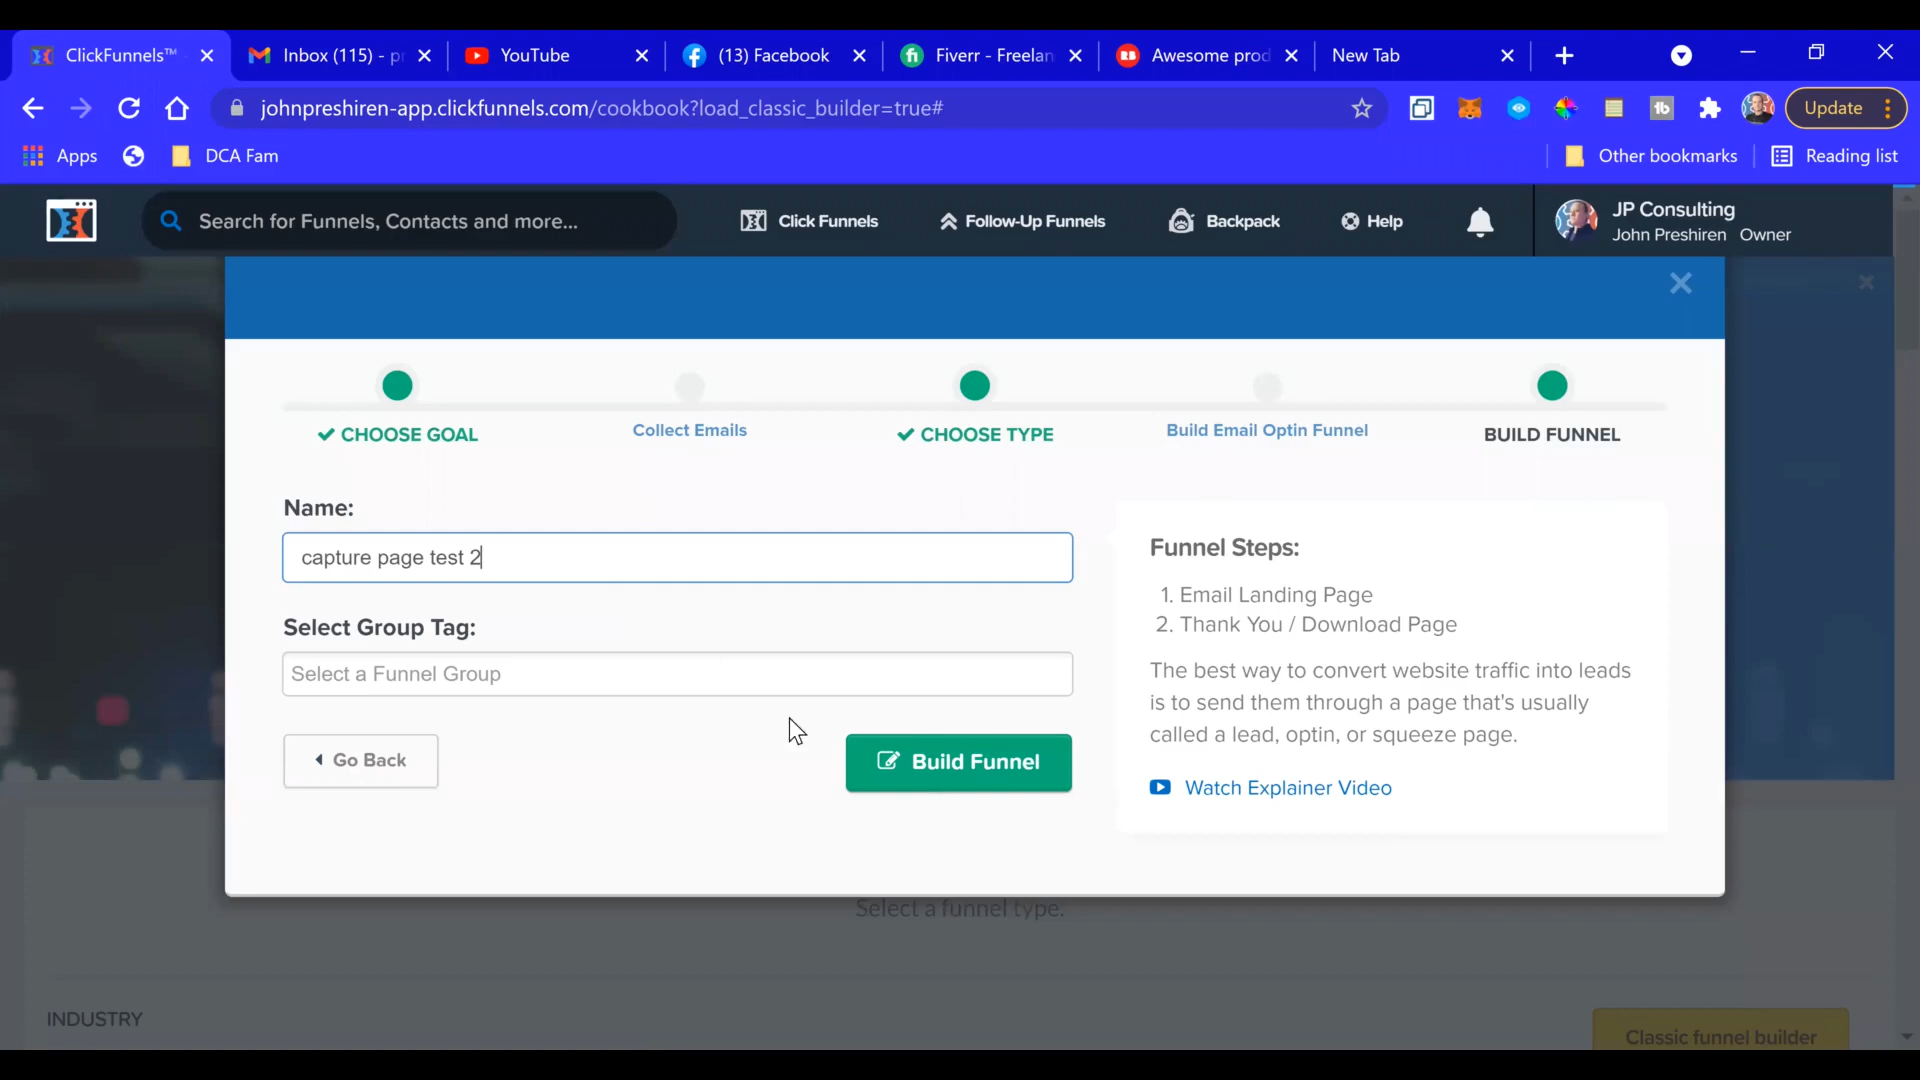 ClickFunnels™
Inbox (115) - pr
YouTube
(13) Facebook
Fiverr - Freelan
Awesome prod
New Tab
johnpreshiren-app.clickfunnels.com/cookbook?load_classic_builder=true#
Update
Apps
DCA Fam
Other bookmarks
Reading list
Search for Funnels, Contacts and more...
Click Funnels
Follow-Up Funnels
Backpack
Help
JP Consulting
John Preshiren Owner
CHOOSE GOAL
Collect Emails
CHOOSE TYPE
Build Email Optin Funnel
BUILD FUNNEL
Name:
capture page test 2
Select Group Tag:
Select a Funnel Group
Go Back
Build Funnel
Funnel Steps:
1. Email Landing Page
2. Thank You / Download Page
The best way to convert website traffic into leads
is to send them through a page that's usually
called a lead, optin, or squeeze page.
Watch Explainer Video
Select a funnel type.
INDUSTRY
Classic funnel builder